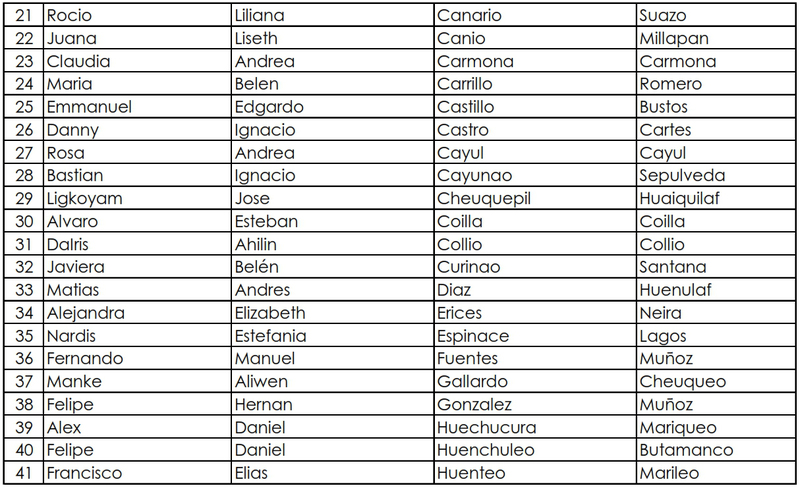 21 Rocio Liliana Canario Suazo
22 Juana Liseth Canio Millapan
23 Claudia Andrea Carmona Carmona
24 Maria Belen Carrillo Romero
25 Emmanuel Edgardo Castillo Bustos
26 Danny Ignacio Castro Cartes
27 Rosa Andrea Cayul Cayul
28 Bastian Ignacio Cayunao Sepulveda
29 Ligkoyam Jose Cheuquepil Huaiquilaf
30 Alvaro Esteban Coilla Coilla
31 DaIris Ahilin Collio Collio
32 Javiera Belén Curinao Santana
33 Matias Andres Diaz Huenulaf
34 Alejandra Elizabeth Erices Neira
35 Nardis Estefania Espinace Lagos
36 Fernando Manuel Fuentes Muñoz
37 Manke Aliwen Gallardo Cheuqueo
38 Felipe Hernan Gonzalez Muñoz
39 Alex Daniel Huechucura Mariqueo
40 Felipe Daniel Huenchuleo Butamanco
41 Francisco Elias Huenteo Marileo